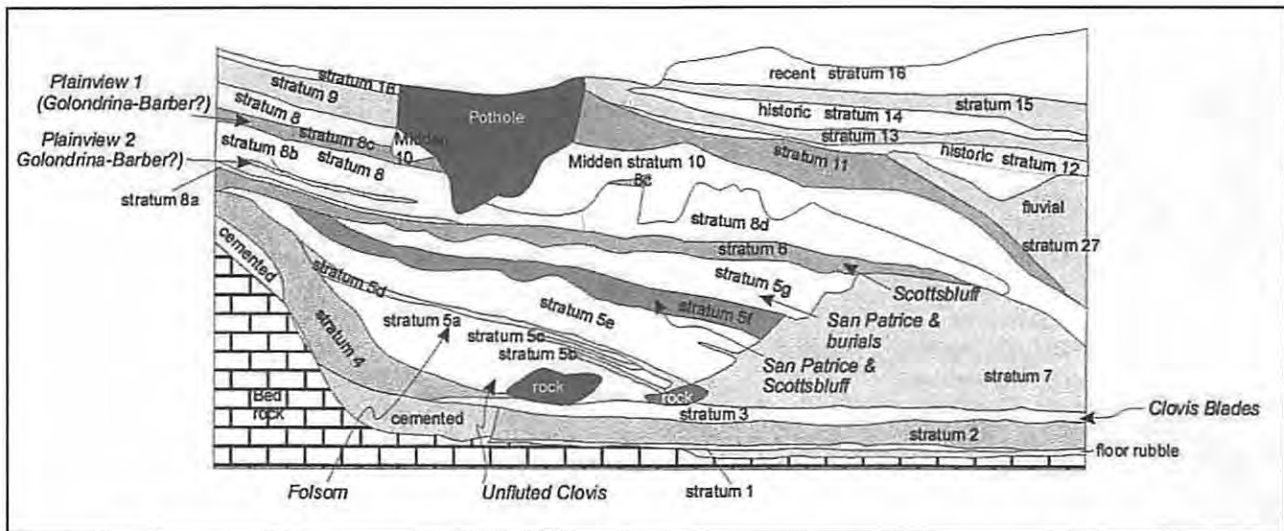 Plainview 1
(Golondrina-Barber?)
Plainview 2
Golondrina-Barber?)
stratum 8a
stratum 16
stratum 9
stratum 8
stratum 8c
stratum 8b
stratum 8
Midden
10
Pothole
recent stratum 16
stratum 15
historic stratum 14
stratum 13
historic stratum 12
stratum 11
Midden stratum 10
8c
fluvial
stratum 27
stratum 8d
stratum 6
Scottsbluff
stratum 5g
San Patrice &
burials
stratum 5f
San Patrice &
Scottsbluff
stratum 5e
stratum 5d
stratum 5a
stratum 5c
stratum 5b
cemented
stratum 4
rock
rock
stratum 7
stratum 3
Clovis Blades
Bed
rock
cemented
stratum 2
floor rubble
Folsom
Unfluted Clovis
stratum 1